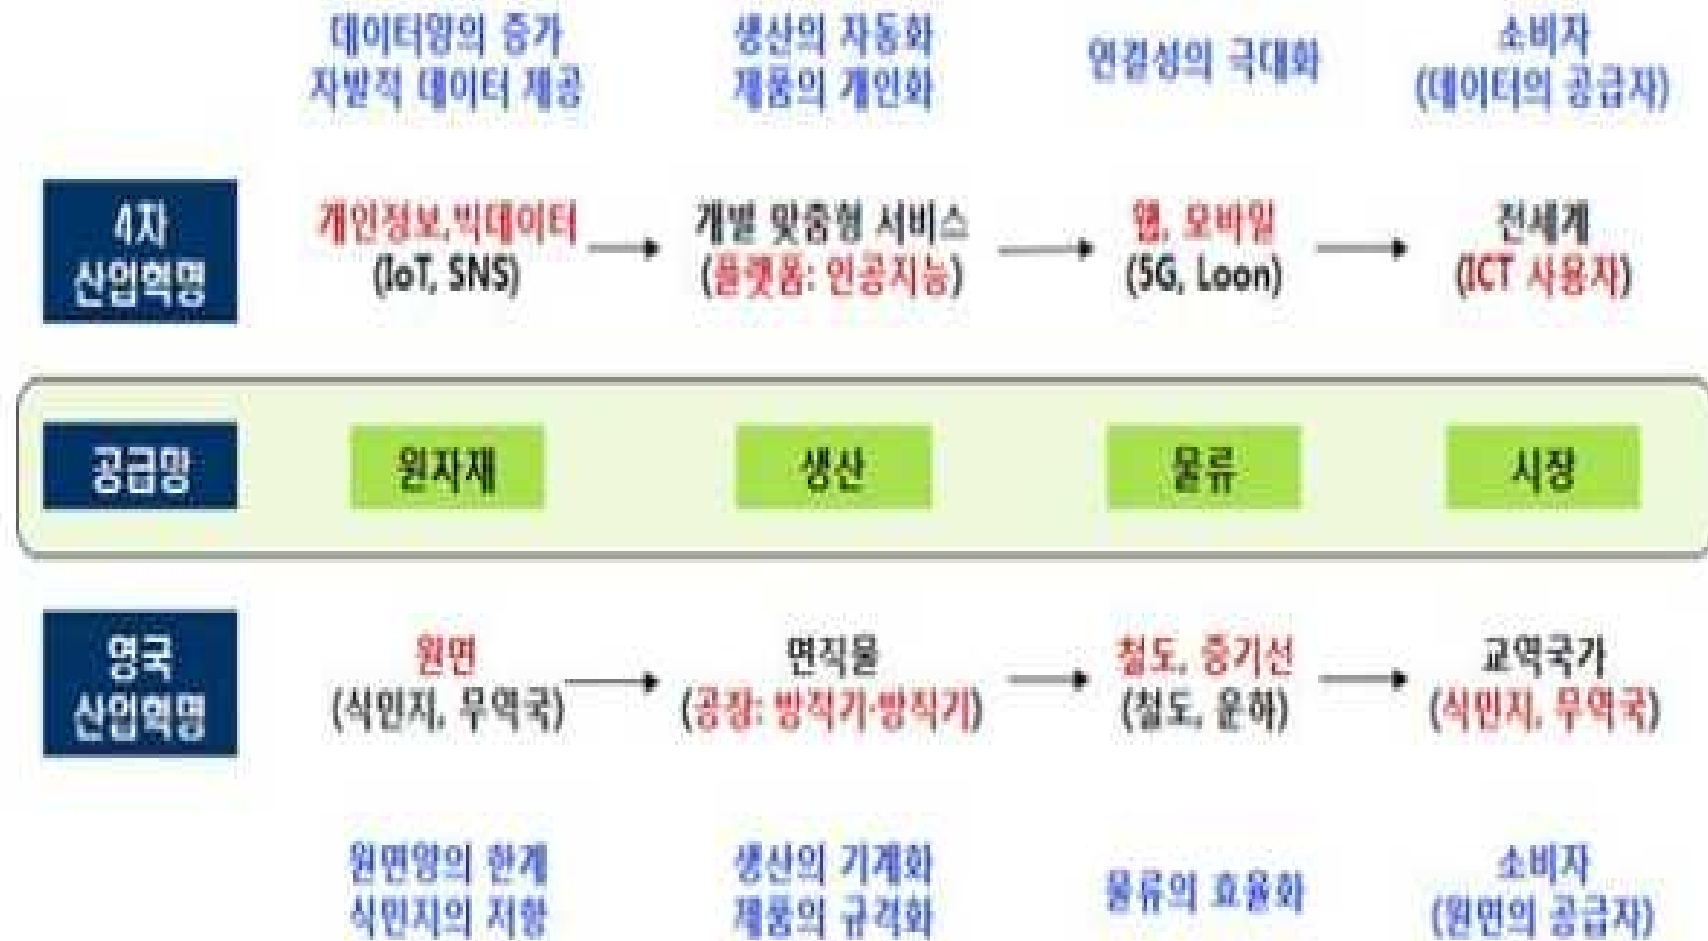 데이터양의 증가
자발적 데이터 제공
생산의 자동화
제품의 개인화
연결성의 극대화
소비자
(데이터의 공급자)
4차
산업혁명
개인정보,빅데이터
(IoT, SNS)
개별 맞춤형 서비스
(플랫폼: 인공지능)
웹, 모바일
(5G, Loon)
전세계
(ICT 사용자)
공급망
원자재
생산
물류
시장
영국
산업혁명
원면
(식민지, 무역국)
면직물
(공장: 방적기·방직기)
철도, 증기선
(철도, 운하)
교역국가
(식민지, 무역국)
원면양의 한계
식민지의 저항
생산의 기계화
제품의 규격화
물류의 효율화
소비자
(원면의 공급자)